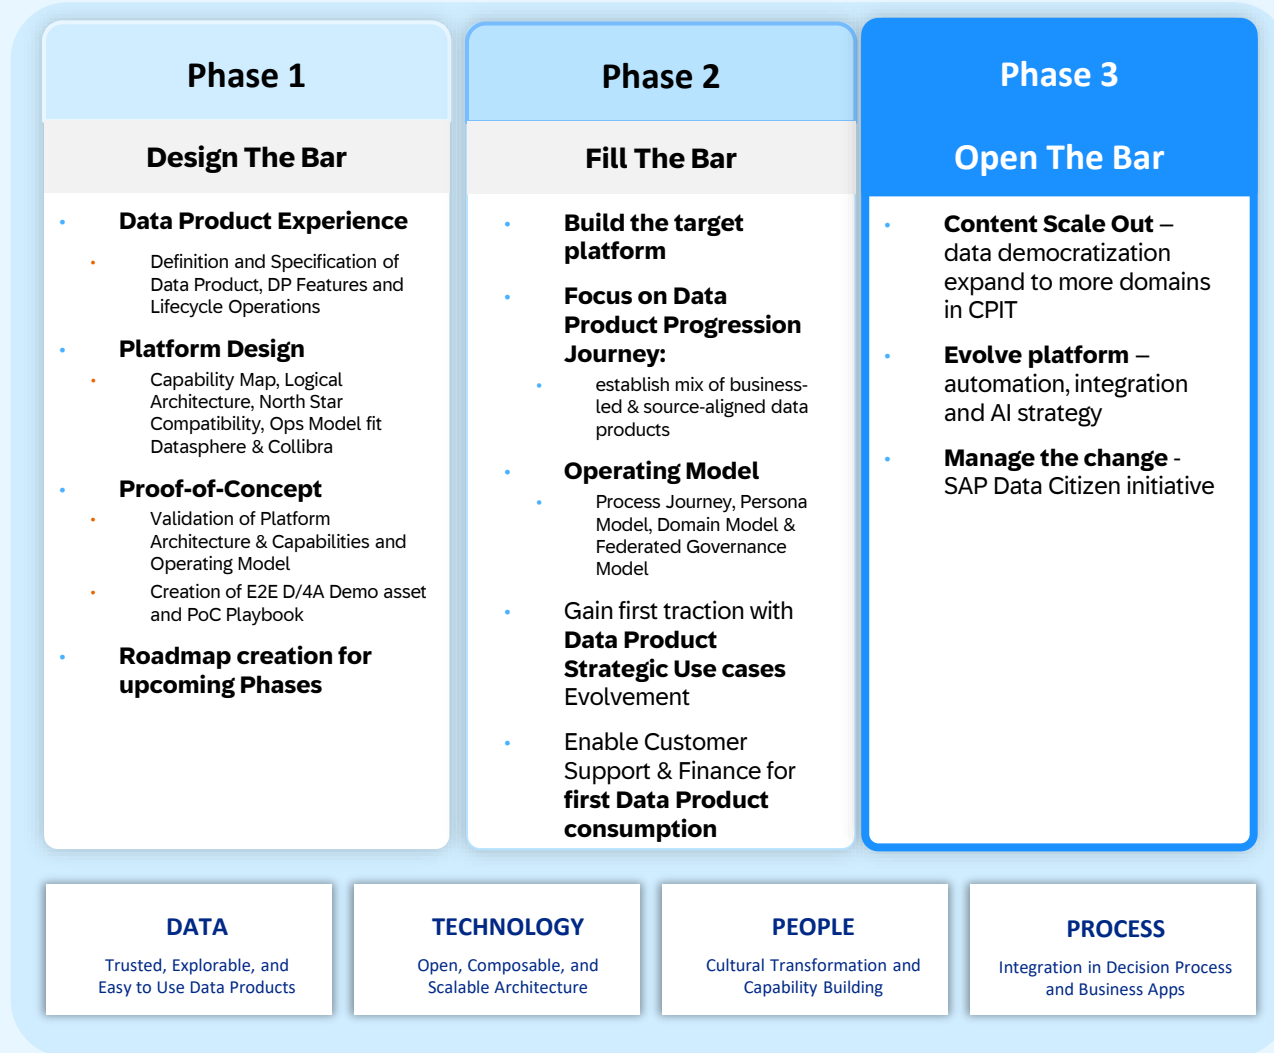 Phase 1
Design The Bar
• Data Product Experience
• Definition and Specification of
Data Product, DP Features and
Lifecycle Operations
• Platform Design
• Capability Map, Logical
Architecture, North Star
Compatibility, Ops Model fit
Datasphere & Collibra
• Proof-of-Concept
• Validation of Platform
Architecture & Capabilities and
Operating Model
• Creation of E2E D/4A Demo asset
and PoC Playbook
• Roadmap creation for
upcoming Phases
Phase 2
Fill The Bar
• Build the target
platform
• Focus on Data
Product Progression
Journey:
• establish mix of business-
led & source-aligned data
products
• Operating Model
• Process Journey, Persona
Model, Domain Model &
Federated Governance
Model
• Gain first traction with
Data Product
Strategic Use cases
Evolvement
• Enable Customer
Support & Finance for
first Data Product
consumption
Phase 3
Open The Bar
• Content Scale Out –
data democratization
expand to more domains
in CPIT
• Evolve platform –
automation, integration
and AI strategy
• Manage the change -
SAP Data Citizen initiative
DATA
Trusted, Explorable, and
Easy to Use Data Products
TECHNOLOGY
Open, Composable, and
Scalable Architecture
PEOPLE
Cultural Transformation and
Capability Building
PROCESS
Integration in Decision Process
and Business Apps